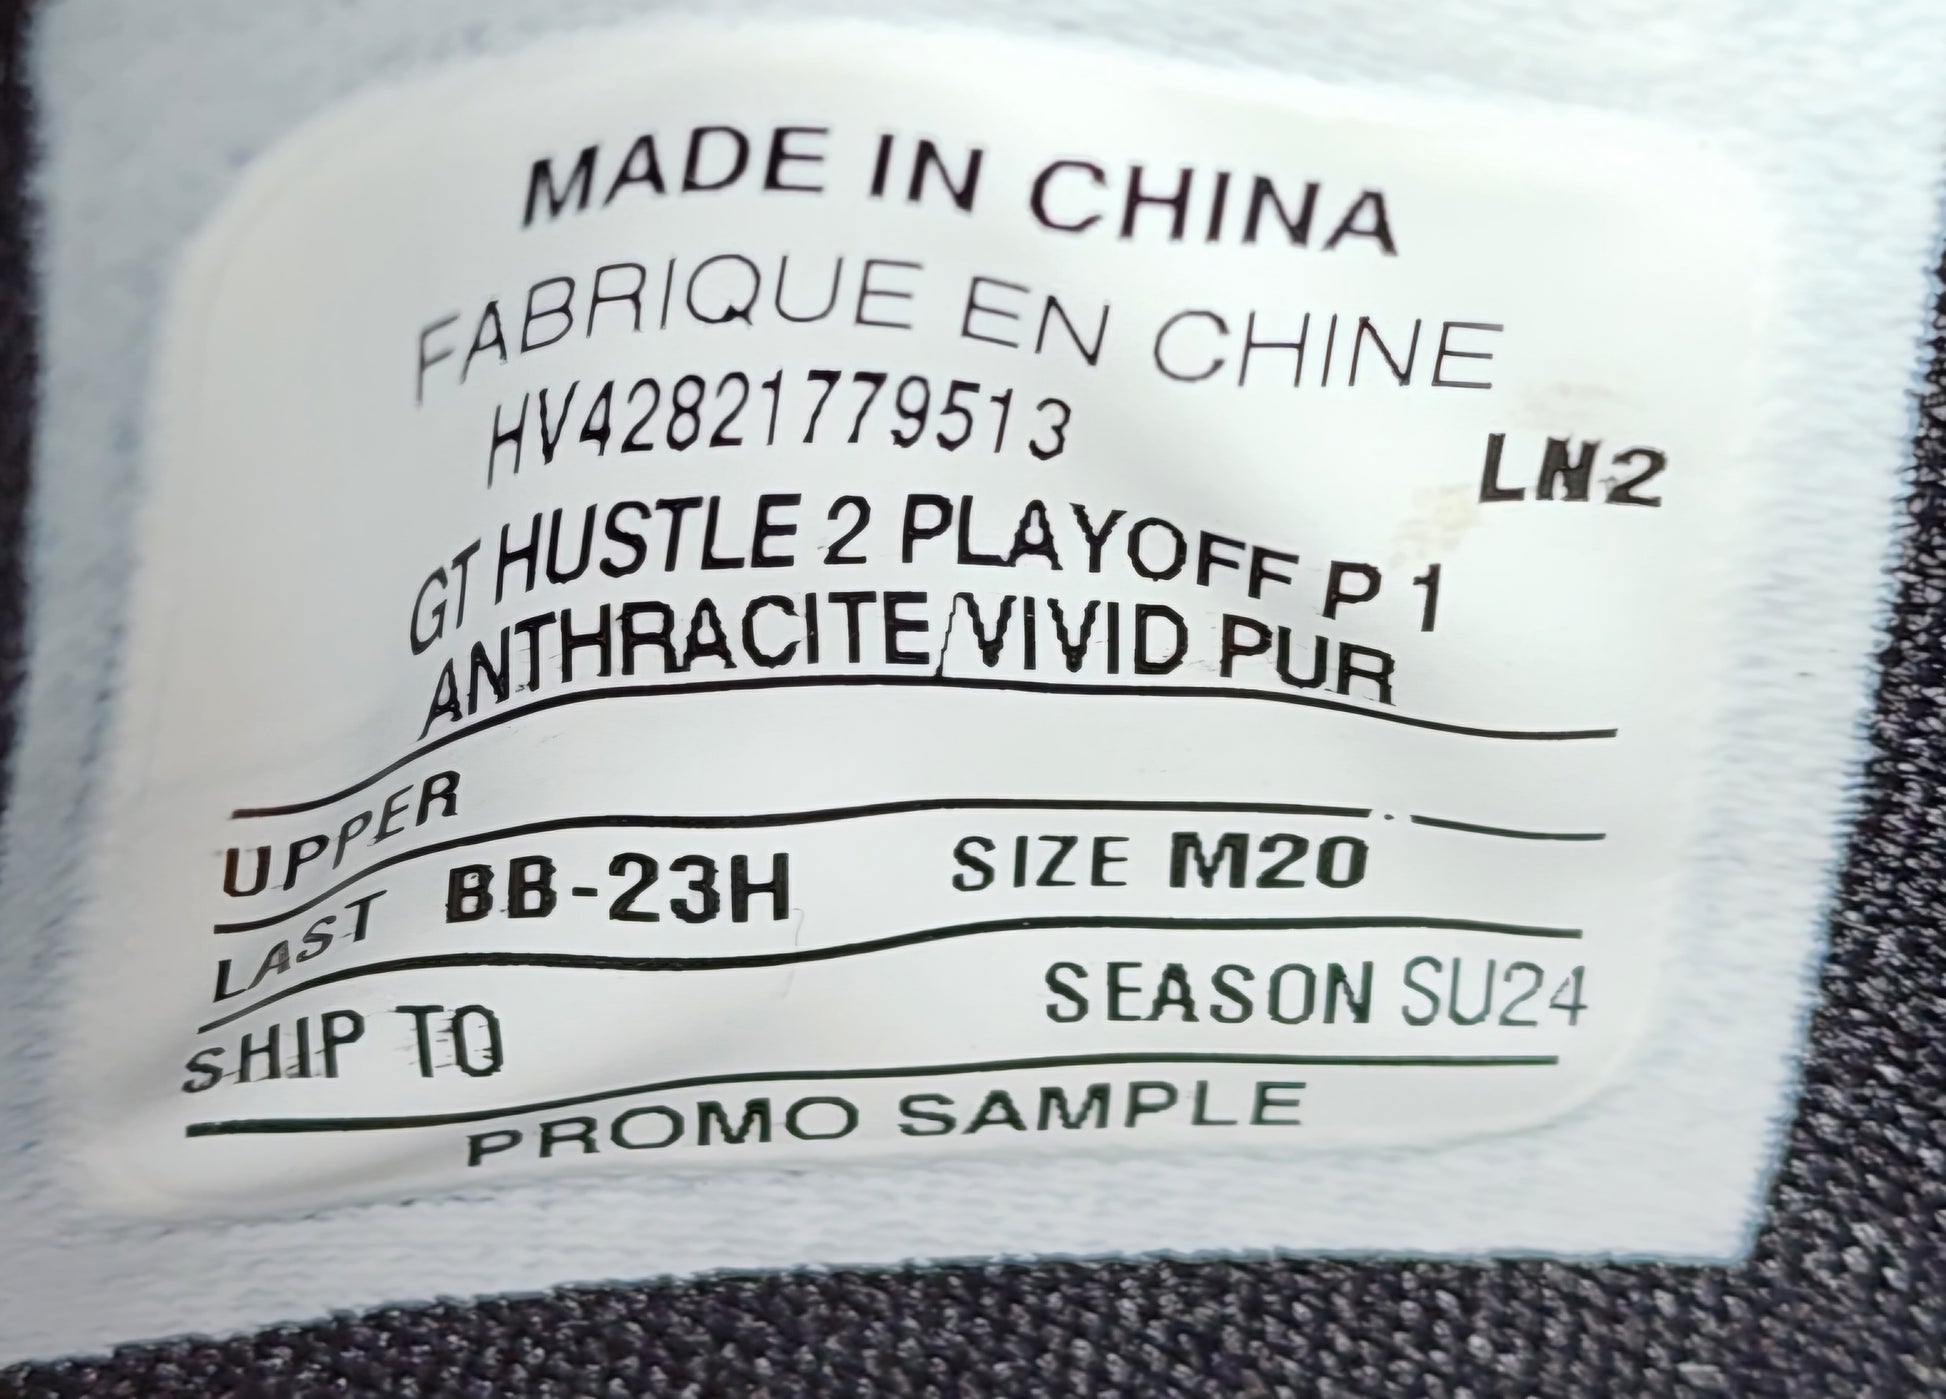 MADE IN CHINA
FABRIQUE EN CHINE
HV42821779513
LN2
GT HUSTLE 2 PLAYOFF P 1
ANTHRACITE/VIVID PUR
UPPER
LAST BB-23H SIZE M20
SHIP TO SEASON SU24
PROMO SAMPLE